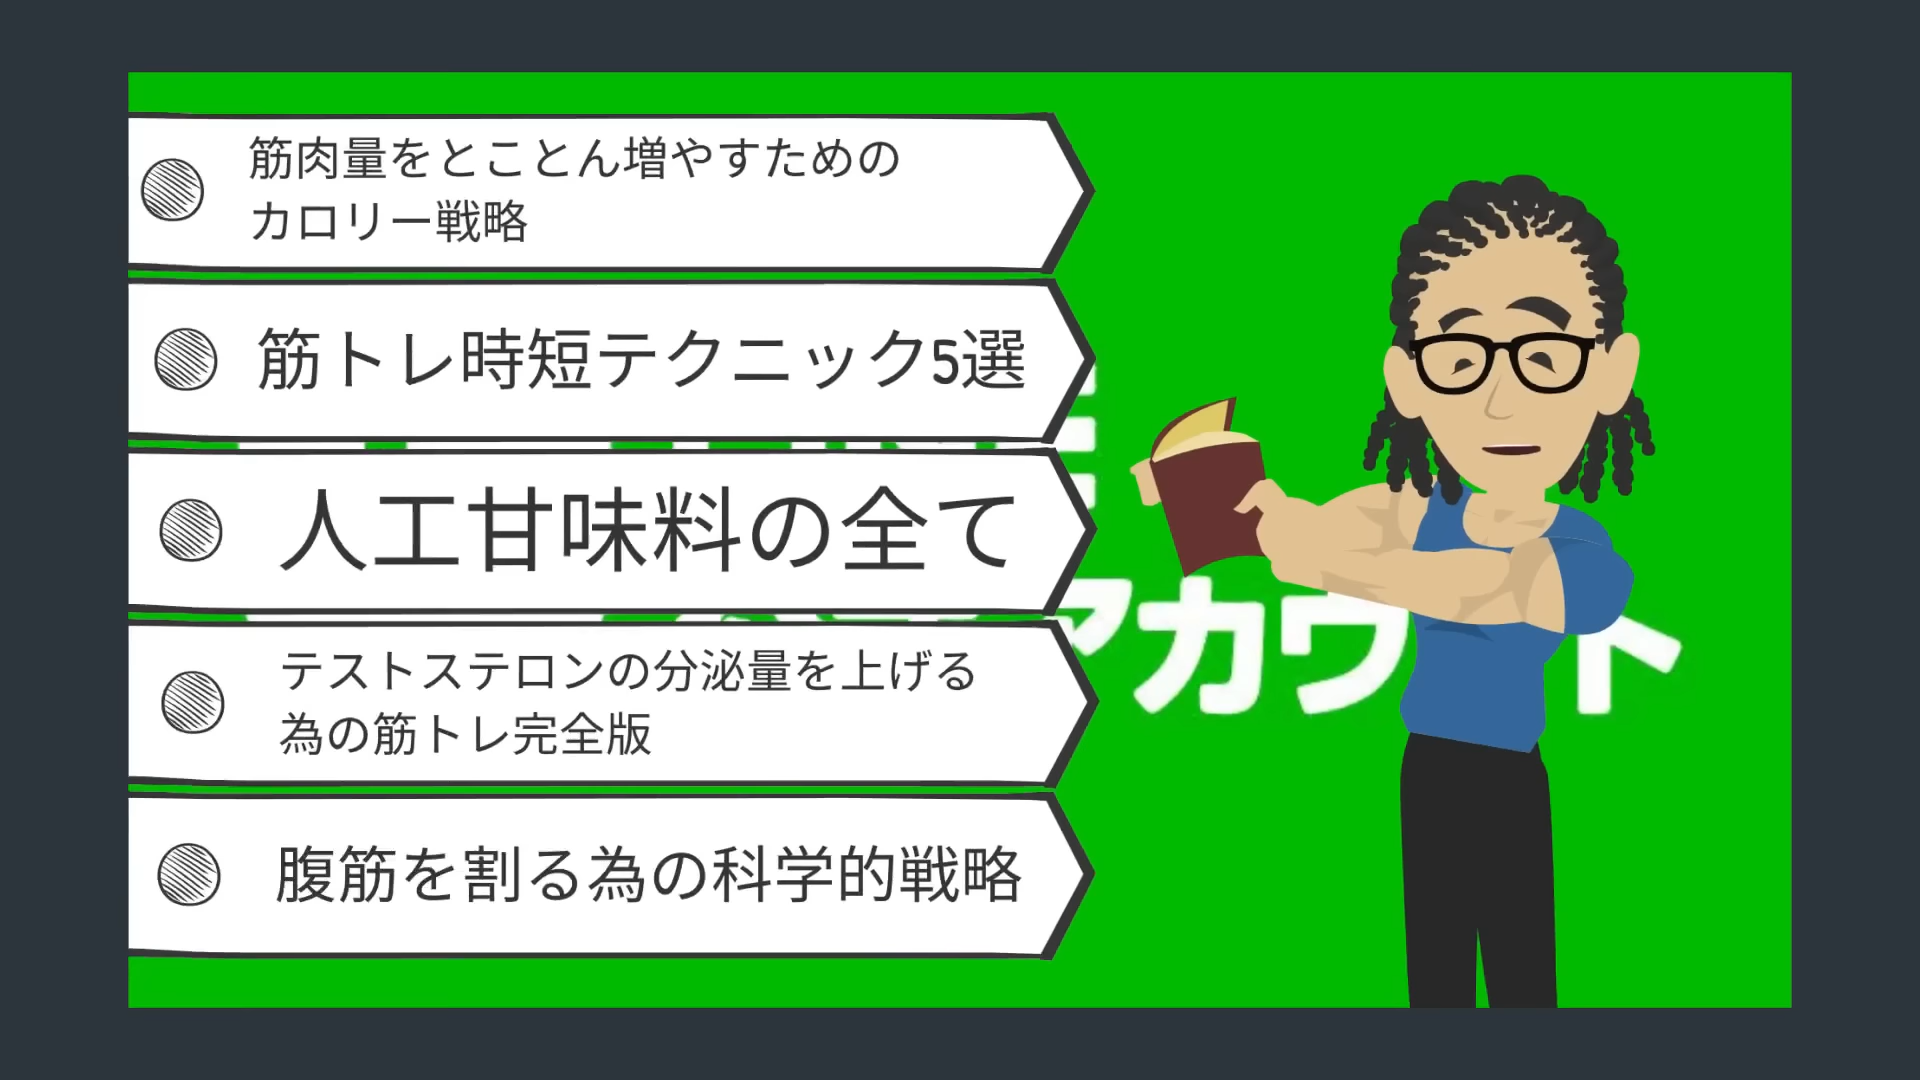 筋肉量をとことん増やすための
カロリー戦略
筋トレ時短テクニック5選
人工甘味料の全て
テストステロンの分泌量を上げる
為の筋トレ完全版
腹筋を割る為の科学的戦略